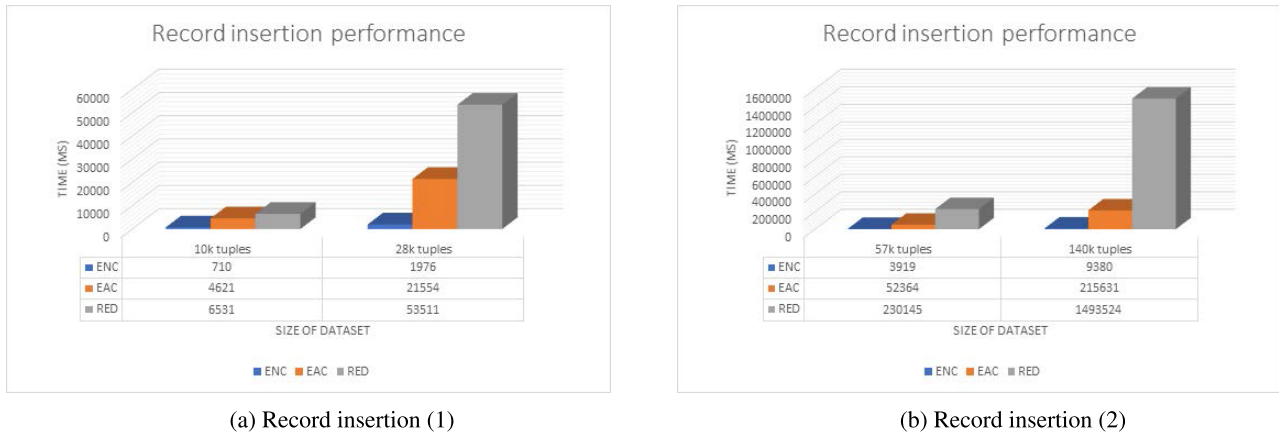 Record insertion performance
60000
50000
40000
30000
20000
10000
0
TIME (MS)
10k tuples 28k tuples
ENC 710 1976
EAC 4621 21554
RED 6531 53511
SIZE OF DATASET
ENC EAC RED
(a) Record insertion (1)
Record insertion performance
1600000
1400000
1200000
1000000
800000
600000
400000
200000
0
TIME (MS)
57k tuples 140k tuples
ENC 3919 9380
EAC 52364 215631
RED 230145 1493524
SIZE OF DATASET
ENC EAC RED
(b) Record insertion (2)